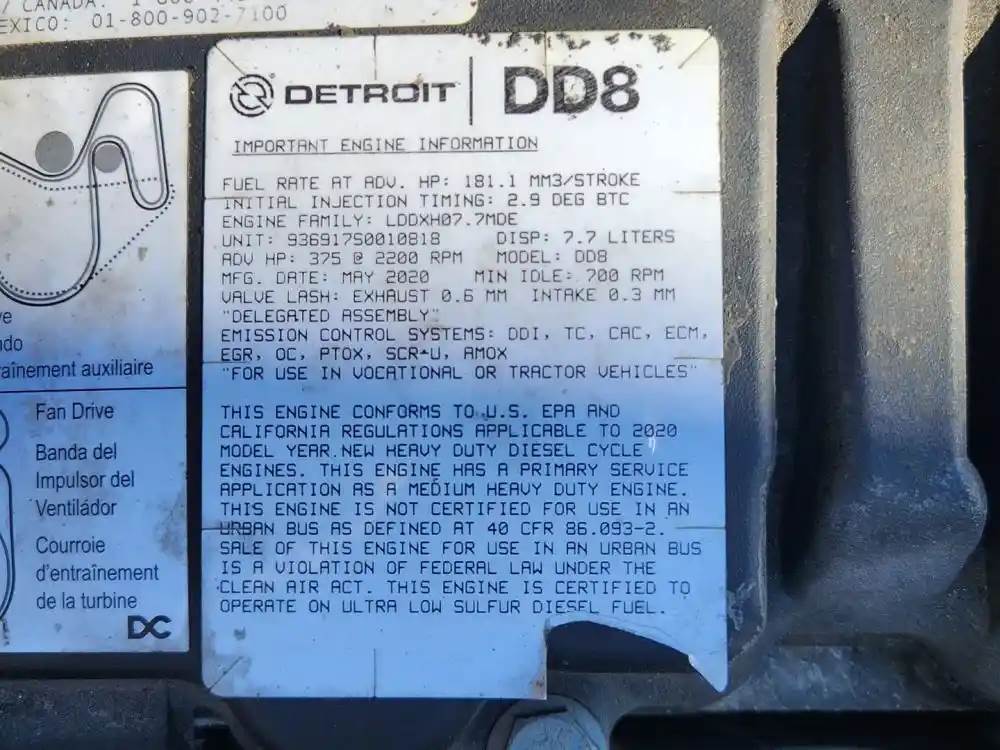 CANADA: 1
EXICO: 01-800-902-7100
ve
ndo
raînement auxiliaire
Fan Drive
Banda del
Impulsor del
Ventiládor
Courroie
d'entraînement
de la turbine
DC
DETROIT DD8
IMPORTANT ENGINE INFORMATION
FUEL RATE AT ADV. HP: 181.1 MM3/STROKE
INITIAL INJECTION TIMING: 2.9 DEG BTC
ENGINE FAMILY: LDDXH07.7MDE
UNIT: 936917S0010818 DISP: 7.7 LITERS
ADV HP: 375 @ 2200 RPM MODEL: DD8
MFG. DATE: MAY 2020 MIN IDLE: 700 RPM
VALVE LASH: EXHAUST 0.6 MM INTAKE 0.3 MM
"DELEGATED ASSEMBLY"
EMISSION CONTROL SYSTEMS: DDI, TC, CAC, ECM,
EGR, OC, PTOX, SCR-U, AMOX
"FOR USE IN VOCATIONAL OR TRACTOR VEHICLES"
THIS ENGINE CONFORMS TO U.S. EPA AND
CALIFORNIA REGULATIONS APPLICABLE TO 2020
MODEL YEAR NEW HEAVY DUTY DIESEL CYCLE
ENGINES. THIS ENGINE HAS A PRIMARY SERVICE
APPLICATION AS A MEDIUM HEAVY DUTY ENGINE.
THIS ENGINE IS NOT CERTIFIED FOR USE IN AN
URBAN BUS AS DEFINED AT 40 CFR 86.093-2.
SALE OF THIS ENGINE FOR USE IN AN URBAN BUS
IS A VIOLATION OF FEDERAL LAW UNDER THE
CLEAN AIR ACT. THIS ENGINE IS CERTIFIED TO
OPERATE ON ULTRA LOW SULFUR DIESEL FUEL.